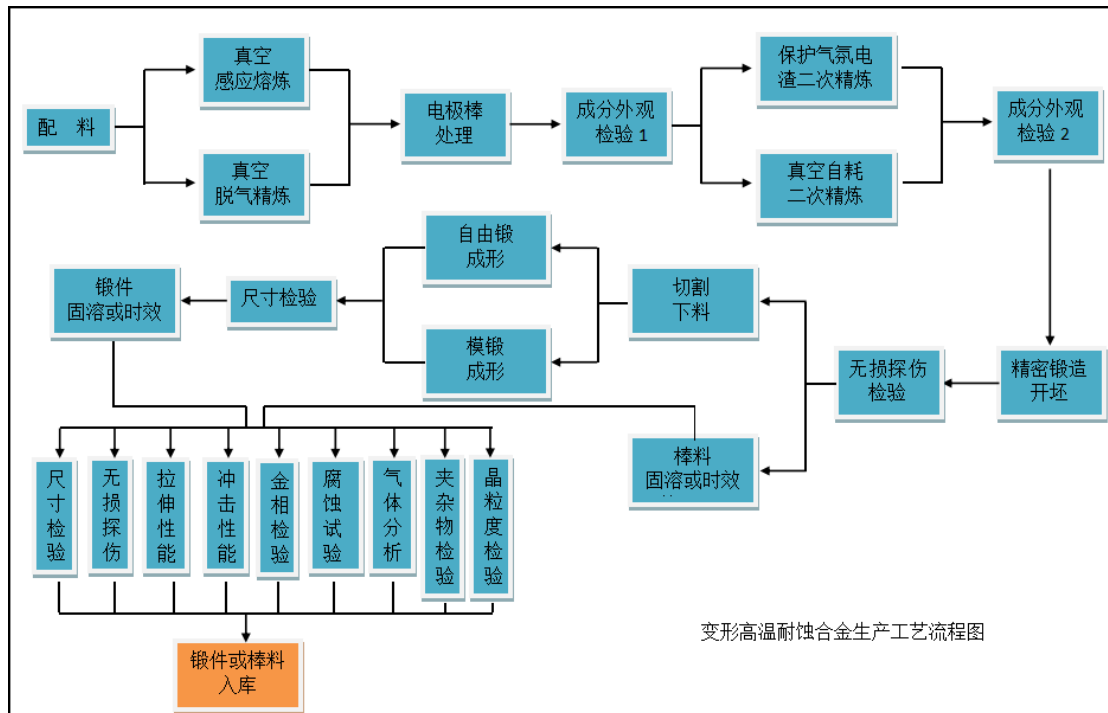 真空
感应熔炼
保护气氛电
渣二次精炼
配 料
电极棒
处理
成分外观
检验 1
成分外观
检验 2
真空
脱气精炼
真空自耗
二次精炼
自由锻
成形
锻件
固溶或时效
尺寸检验
切割
下料
模锻
成形
无损探伤
检验
精密锻造
开坯
棒料
固溶或时效
尺寸检验
无损探伤
拉伸性能
冲击性能
金相检验
腐蚀试验
气体分析
夹杂物检验
晶粒度检验
变形高温耐蚀合金生产工艺流程图
锻件或棒料
入库